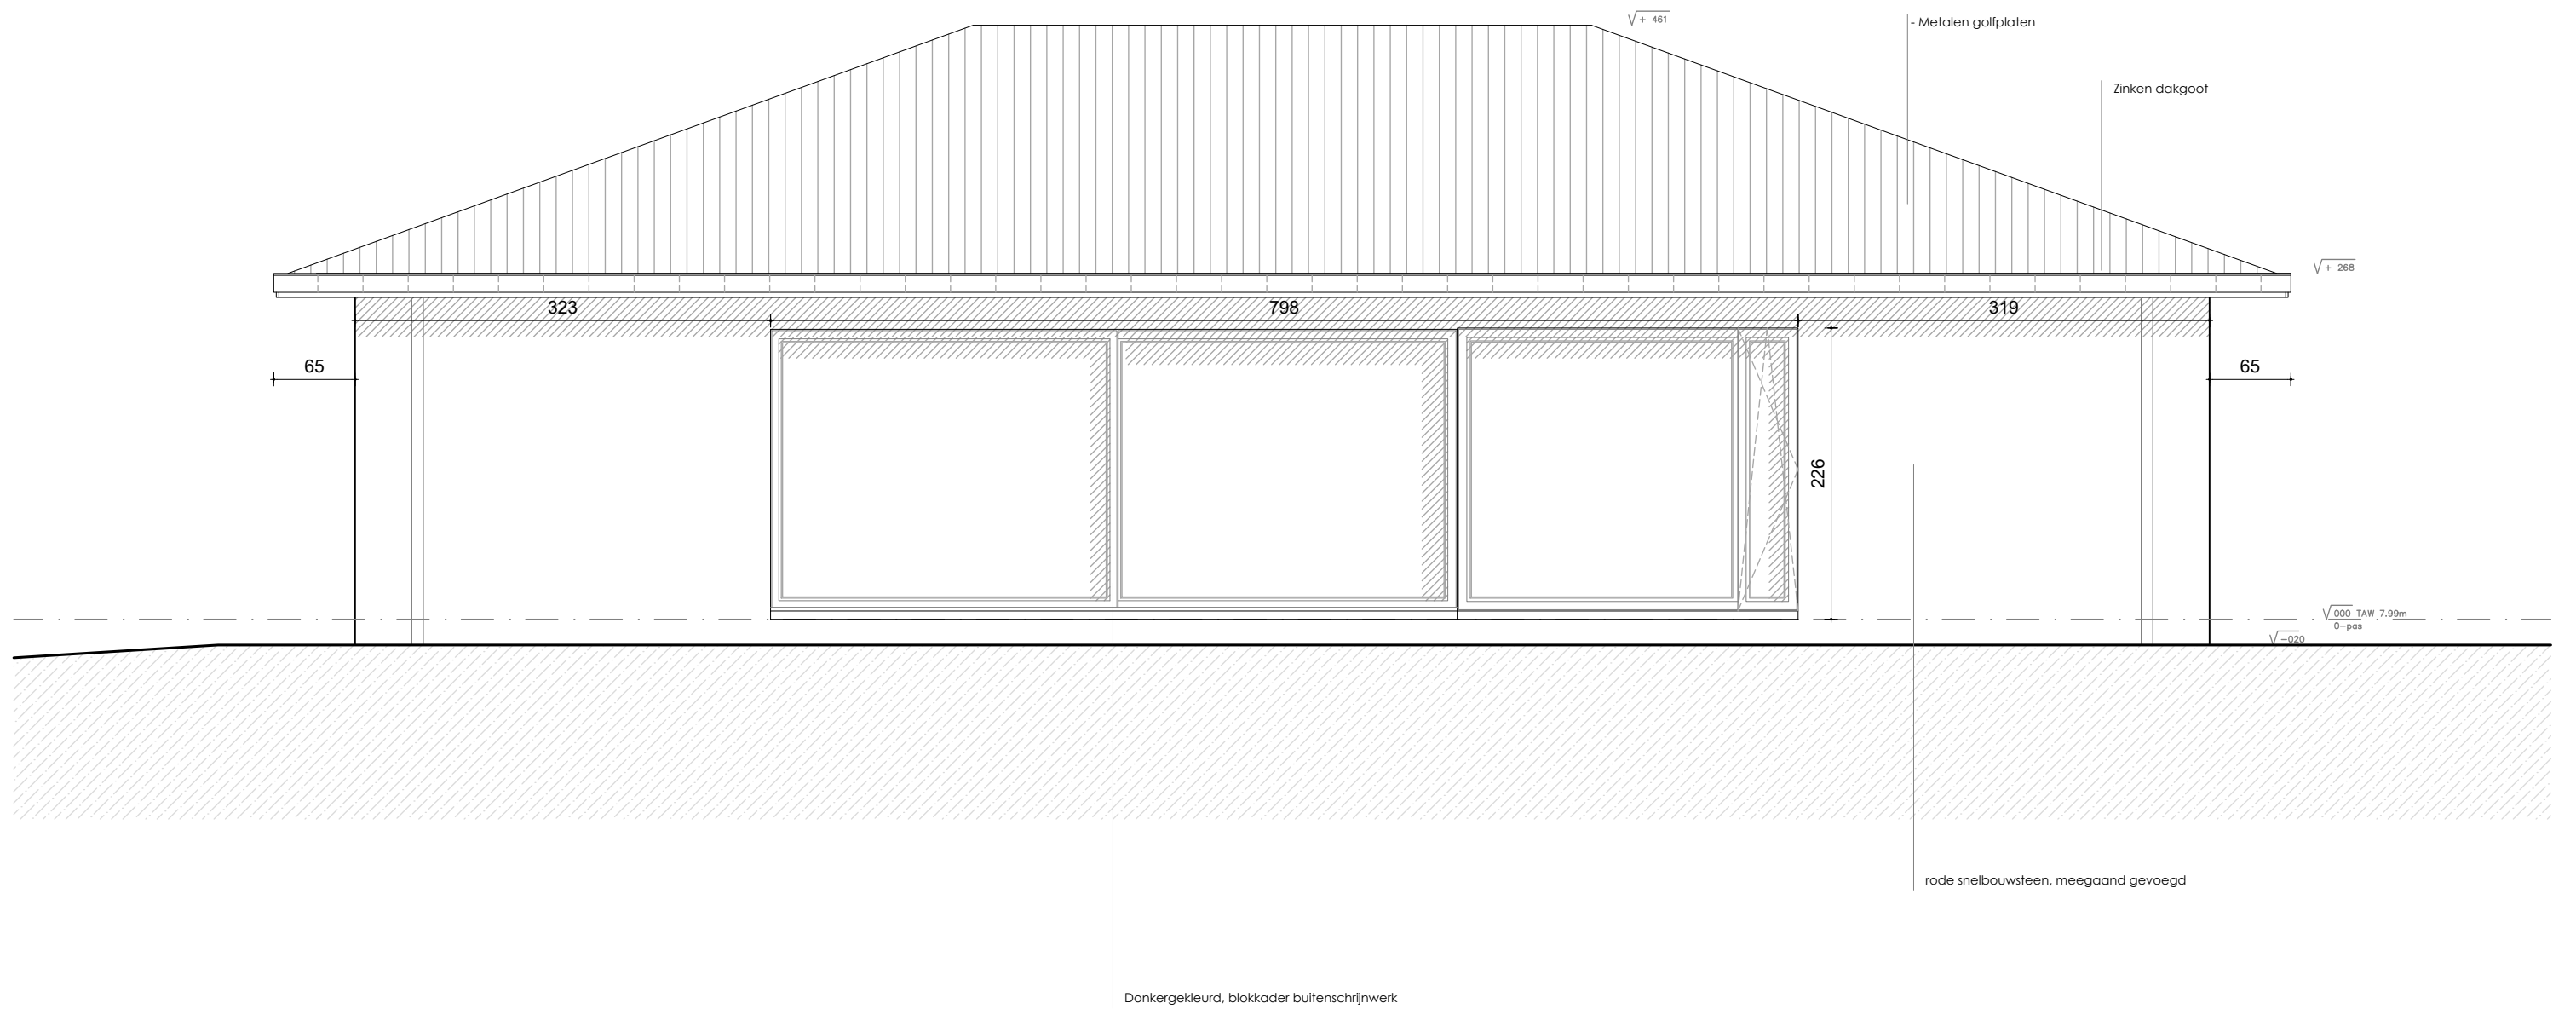 + 461
- Metalen golfplaten
Zinken dakgoot
+ 268
323
798
319
65
65
226
000 TAW 7.99m
0-pas
-020
rode snelbouwsteen, meegaand gevoegd
Donkergekleurd, blokkader buitenschrijnwerk